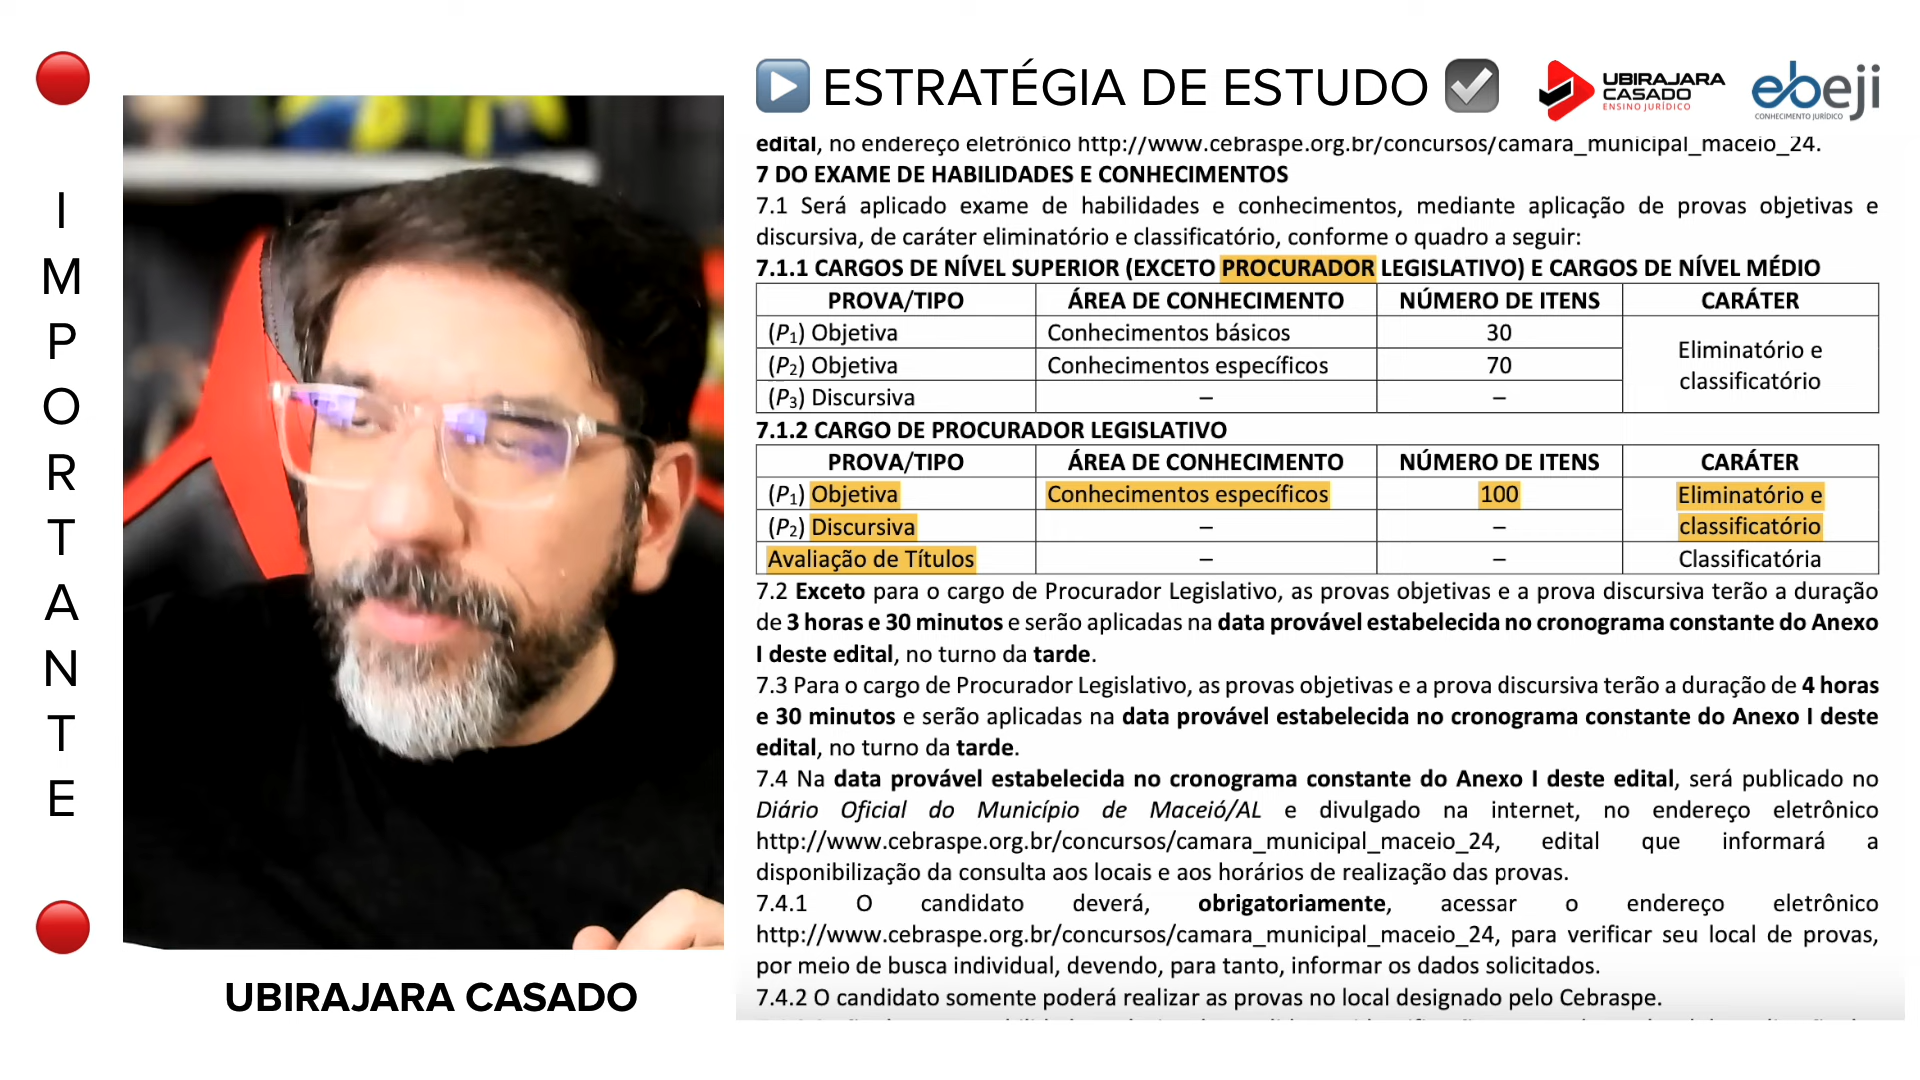 IMPORTANTE
ESTRATÉGIA DE ESTUDO
UBIRAJARA
CASADO
ENSINO JURÍDICO
ebeji
CONHECIMENTO JURÍDICO
edital, no endereço eletrônico http://www.cebraspe.org.br/concursos/camara_municipal_maceio_24.
7 DO EXAME DE HABILIDADES E CONHECIMENTOS
7.1 Será aplicado exame de habilidades e conhecimentos, mediante aplicação de provas objetivas e
discursiva, de caráter eliminatório e classificatório, conforme o quadro a seguir:
7.1.1 CARGOS DE NÍVEL SUPERIOR (EXCETO PROCURADOR LEGISLATIVO) E CARGOS DE NÍVEL MÉDIO
PROVA/TIPO ÁREA DE CONHECIMENTO NÚMERO DE ITENS CARÁTER
(P1) Objetiva Conhecimentos básicos 30
(P2) Objetiva Conhecimentos específicos 70
(P3) Discursiva – –
Eliminatório e
classificatório
7.1.2 CARGO DE PROCURADOR LEGISLATIVO
PROVA/TIPO ÁREA DE CONHECIMENTO NÚMERO DE ITENS CARÁTER
(P1) Objetiva Conhecimentos específicos 100 Eliminatório e
(P2) Discursiva – – classificatório
Avaliação de Títulos – – Classificatória
7.2 Exceto para o cargo de Procurador Legislativo, as provas objetivas e a prova discursiva terão a duração
de 3 horas e 30 minutos e serão aplicadas na data provável estabelecida no cronograma constante do Anexo
I deste edital, no turno da tarde.
7.3 Para o cargo de Procurador Legislativo, as provas objetivas e a prova discursiva terão a duração de 4 horas
e 30 minutos e serão aplicadas na data provável estabelecida no cronograma constante do Anexo I deste
edital, no turno da tarde.
7.4 Na data provável estabelecida no cronograma constante do Anexo I deste edital, será publicado no
Diário Oficial do Município de Maceió/AL e divulgado na internet, no endereço eletrônico
http://www.cebraspe.org.br/concursos/camara_municipal_maceio_24, edital que informará a
disponibilização da consulta aos locais e aos horários de realização das provas.
7.4.1 O candidato deverá, obrigatoriamente, acessar o endereço eletrônico
http://www.cebraspe.org.br/concursos/camara_municipal_maceio_24, para verificar seu local de provas,
por meio de busca individual, devendo, para tanto, informar os dados solicitados.
7.4.2 O candidato somente poderá realizar as provas no local designado pelo Cebraspe.
UBIRAJARA CASADO